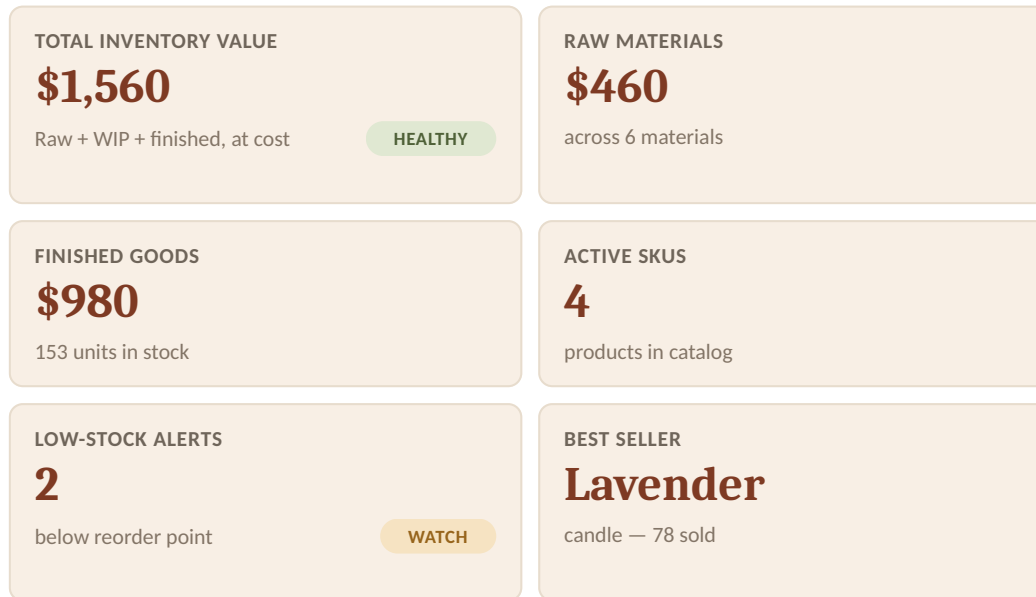 TOTAL INVENTORY VALUE
$1,560
Raw + WIP + finished, at cost
HEALTHY
RAW MATERIALS
$460
across 6 materials
FINISHED GOODS
$980
153 units in stock
ACTIVE SKUS
4
products in catalog
LOW-STOCK ALERTS
2
below reorder point
WATCH
BEST SELLER
Lavender
candle — 78 sold